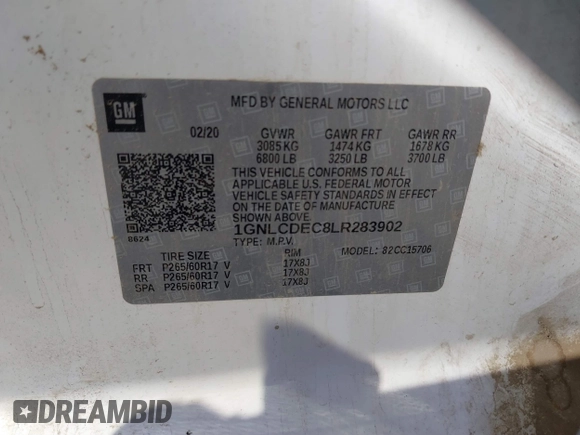 GM
MFD BY GENERAL MOTORS LLC
02/20 GVWR GAWR FRT GAWR RR
3085 KG 1474 KG 1678 KG
6800 LB 3250 LB 3700 LB
THIS VEHICLE CONFORMS TO ALL
APPLICABLE U.S. FEDERAL MOTOR
VEHICLE SAFETY STANDARDS IN EFFECT
ON THE DATE OF MANUFACTURE
SHOWN ABOVE.
1GNLCDEC8LR283902
8624 TYPE: M.P.V. 82CC15706
TIRE SIZE RIM
FRT P265/60R17 V 17X8J
RR P265/60R17 V 17X8J
SPA P265/60R17 V 17X8J
DREAMBID